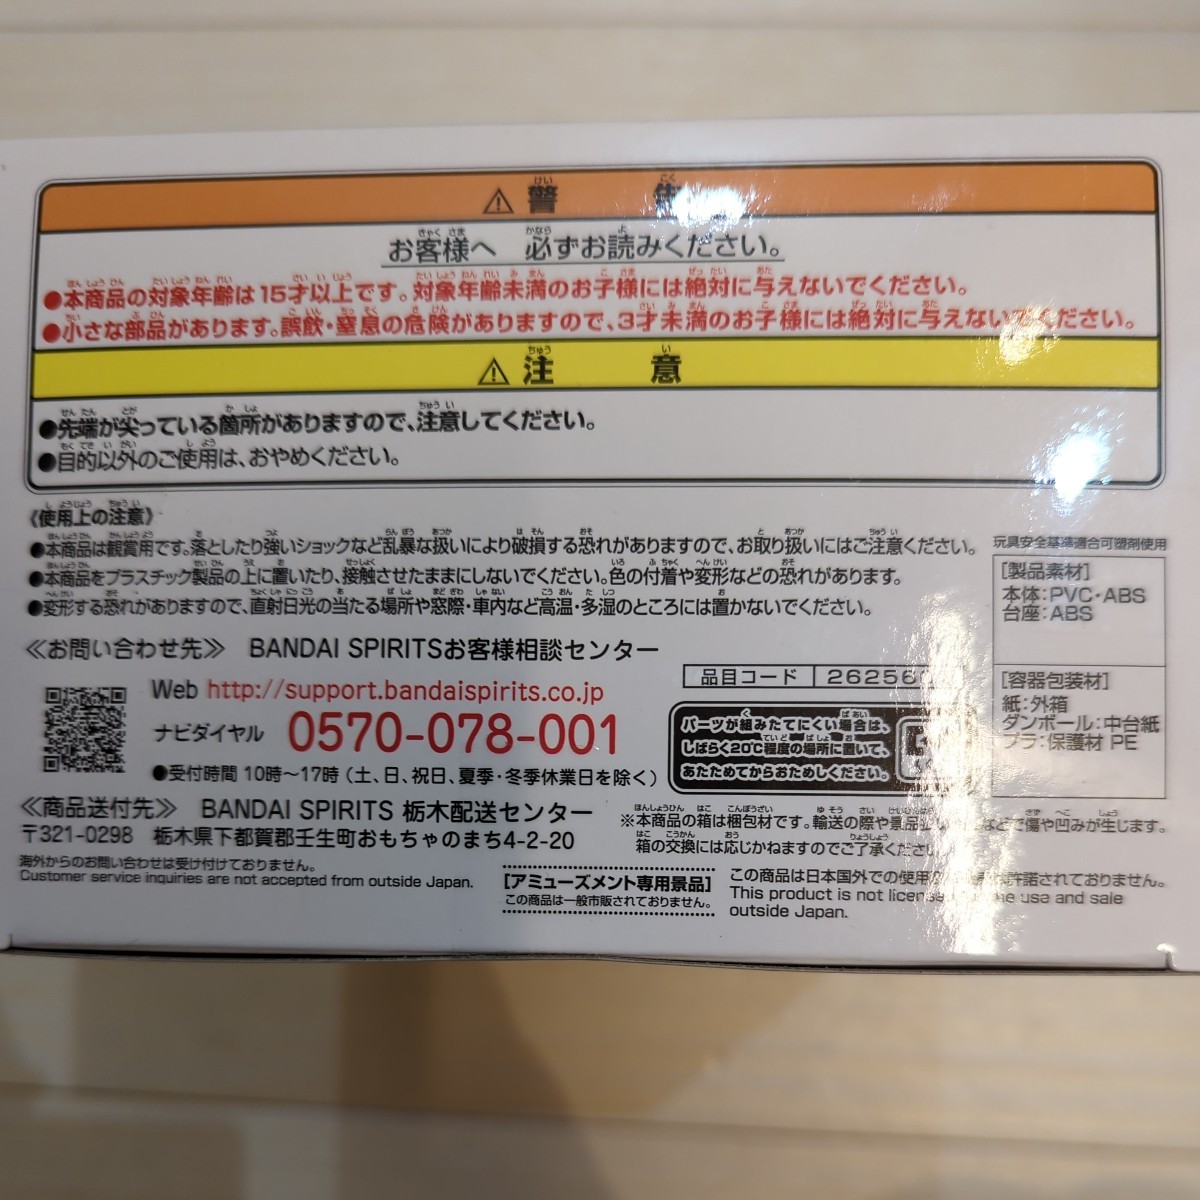 ⚠警告
お客様へ 必ずお読みください。
●本商品の対象年齢は15才以上です。対象年齢未満のお子様には絶対に与えないでください。
●小さな部品があります。誤飲・窒息の危険がありますので、3才未満のお子様には絶対に与えないでください。
⚠注意
●先端が尖っている箇所がありますので、注意してください。
●目的以外のご使用は、おやめください。
《使用上の注意》
●本商品は観賞用です。落としたり強いショックなど乱暴な扱いにより破損する恐れがありますので、お取り扱いにはご注意ください。
●本商品をプラスチック製品の上に置いたり、接触させたままにしないでください。色の付着や変形などの恐れがあります。
●変形する恐れがありますので、直射日光の当たる場所や窓際・車内など高温・多湿のところには置かないでください。
玩具安全基準適合可塑剤使用
[製品素材]
本体:PVC・ABS
台座:ABS
[容器包装材]
紙:外箱
ダンボール:中台紙
プラ:保護材 PE
≪お問い合わせ先≫ BANDAI SPIRITSお客様相談センター
Web http://support.bandaispirits.co.jp
ナビダイヤル 0570-078-001
●受付時間 10時〜17時(土、日、祝日、夏季・冬季休業日を除く)
品目コード
パーツが組みたてにくい場合は、
しばらく20℃程度の場所に置いて、
あたためてからおためしください。
≪商品送付先≫ BANDAI SPIRITS 栃木配送センター
〒321-0298 栃木県下都賀郡壬生町おもちゃのまち4-2-20
海外からのお問い合わせは受け付けておりません。
Customer service inquiries are not accepted from outside Japan.
※本商品の箱は梱包材です。輸送の際や で傷や凹みが生じます。
箱の交換には応じかねますのでご了承ください
[アミューズメント専用景品]
この商品は一般市販されておりません。
この商品は日本国外での使用 許諾されておりません。
This product is not use and sale
outside Japan.